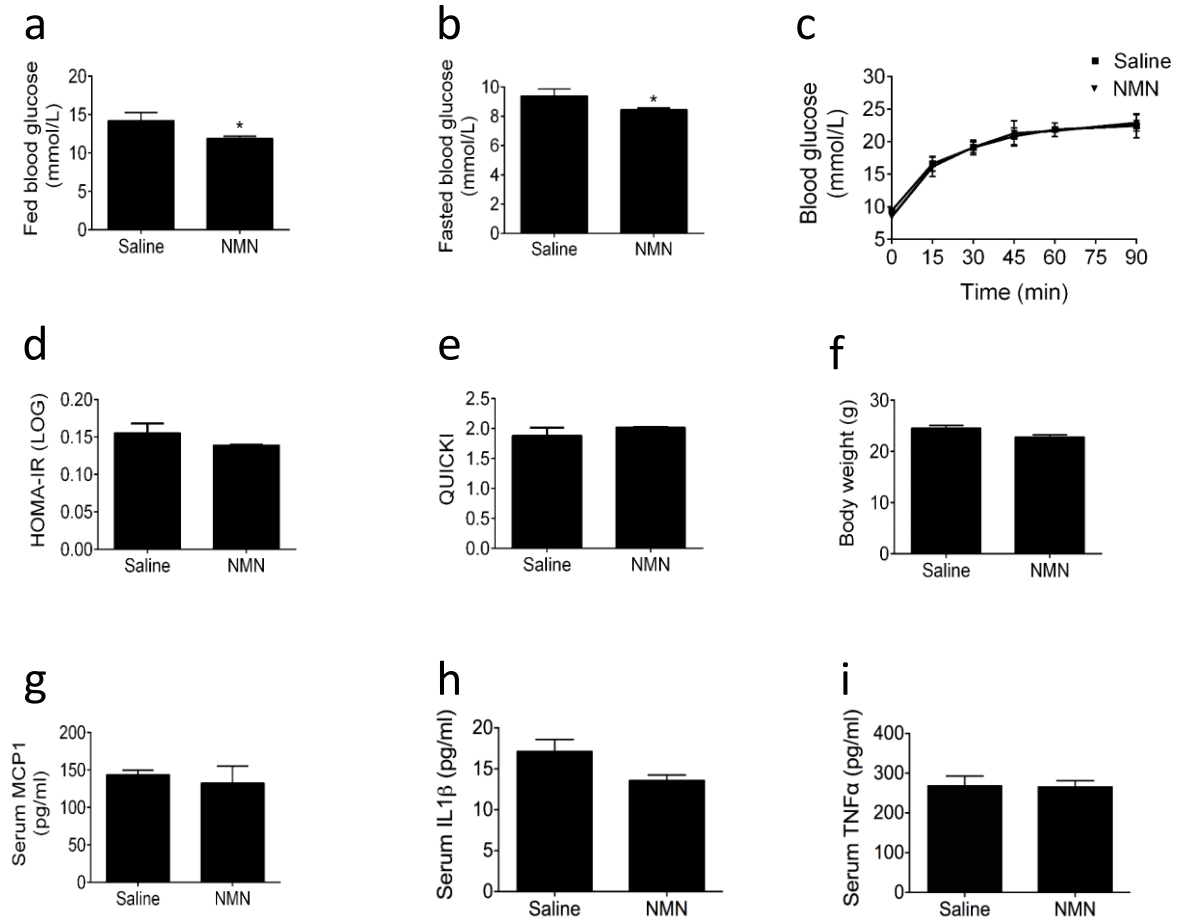 a
b
c
Fed blood glucose
(mmol/L)
20
15
10
5
0
*
Saline
NMN
Fasted blood glucose
(mmol/L)
10
8
6
4
2
0
*
Saline
NMN
Saline
NMN
Blood glucose
(mmol/L)
30
25
20
15
10
5
0 15 30 45 60 75 90
Time (min)
d
e
f
HOMA-IR (LOG)
0.20
0.15
0.10
0.05
0.00
Saline
NMN
QUICKI
2.5
2.0
1.5
1.0
0.5
0.0
Saline
NMN
Body weight (g)
30
20
10
0
Saline
NMN
g
h
i
Serum MCP1
(pg/ml)
200
150
100
50
0
Saline
NMN
Serum IL1β (pg/ml)
20
15
10
5
0
Saline
NMN
Serum TNFα (pg/ml)
400
300
200
100
0
Saline
NMN